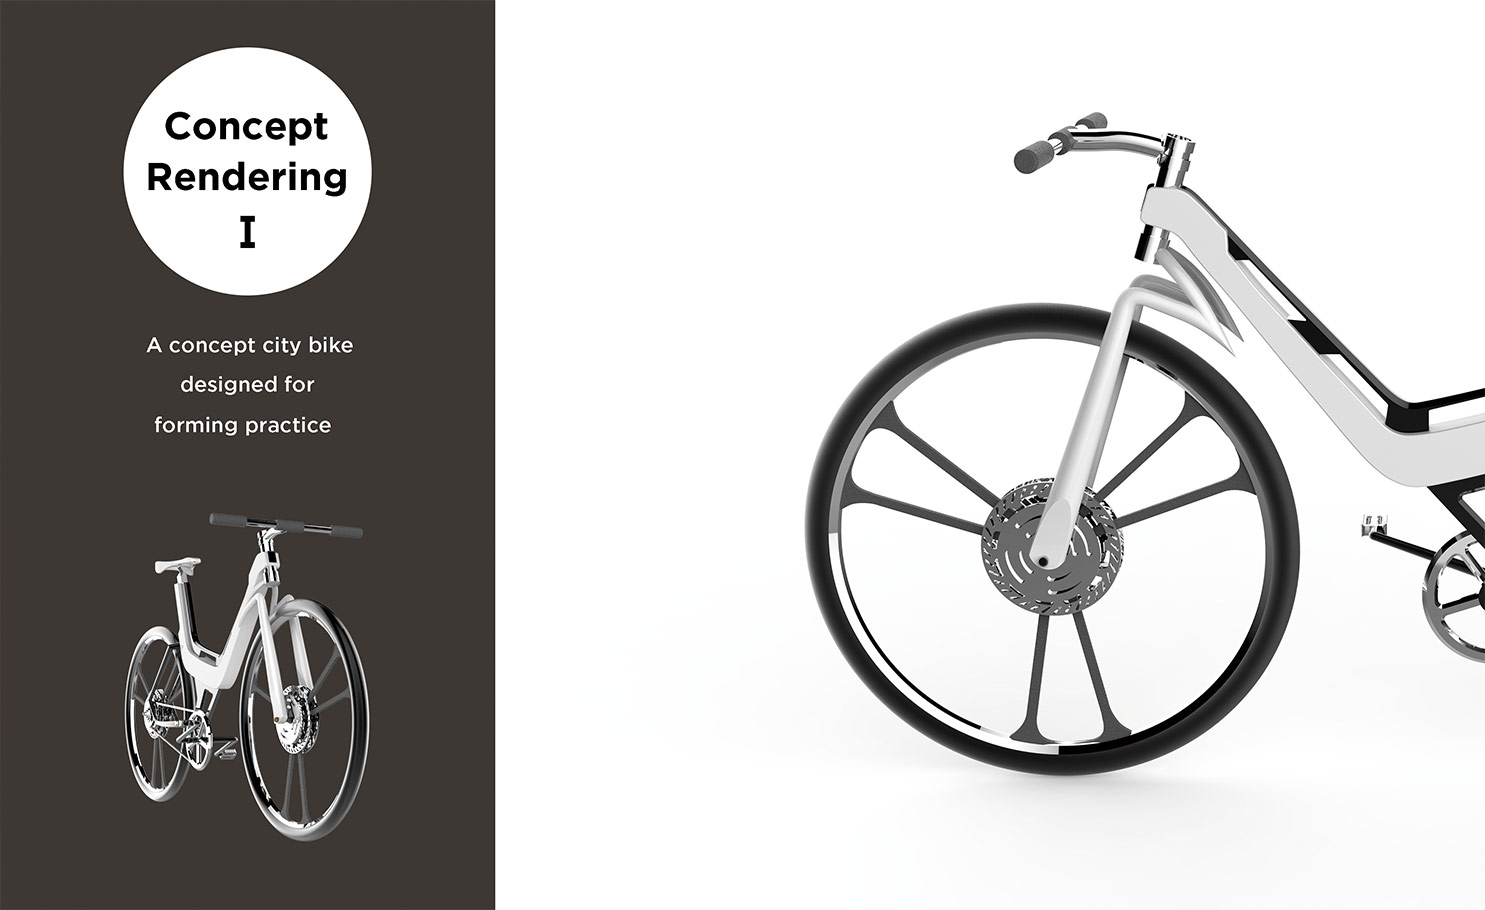 Concept
Rendering
I
A concept city bike
designed for
forming practice